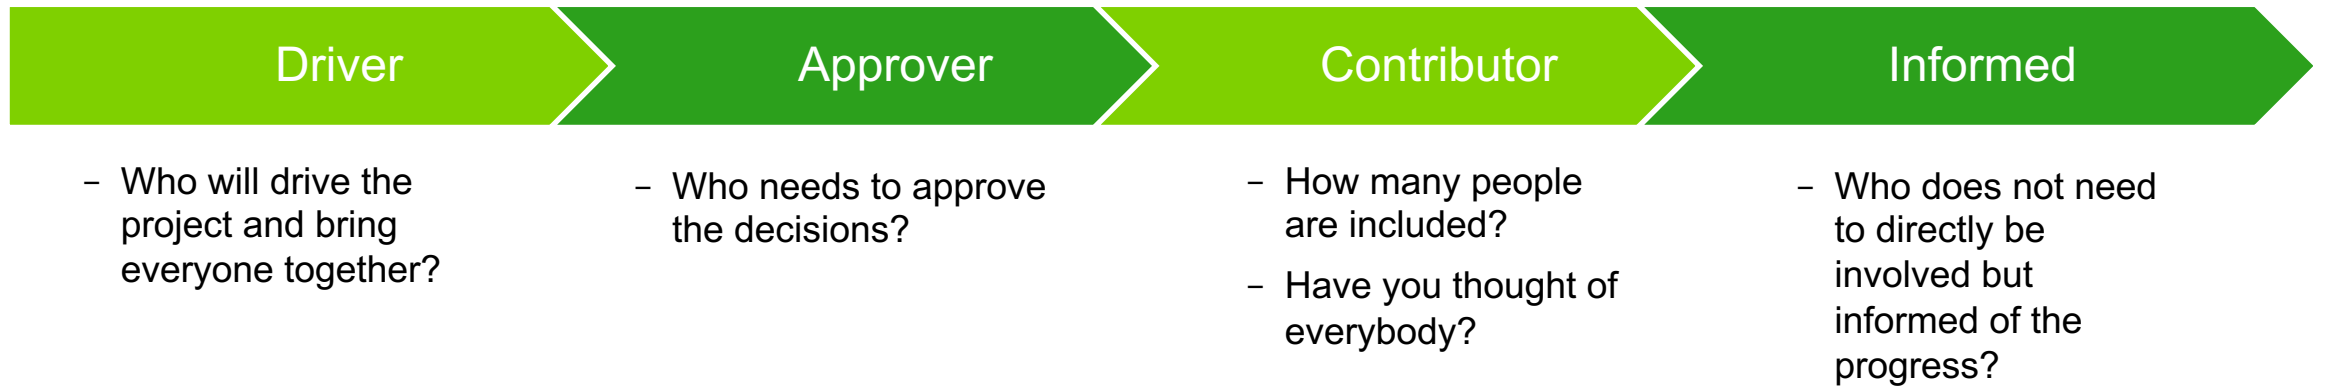 Driver
Approver
Contributor
Informed
– Who will drive the
project and bring
everyone together?
– Who needs to approve
the decisions?
– How many people
are included?
– Have you thought of
everybody?
– Who does not need
to directly be
involved but
informed of the
progress?